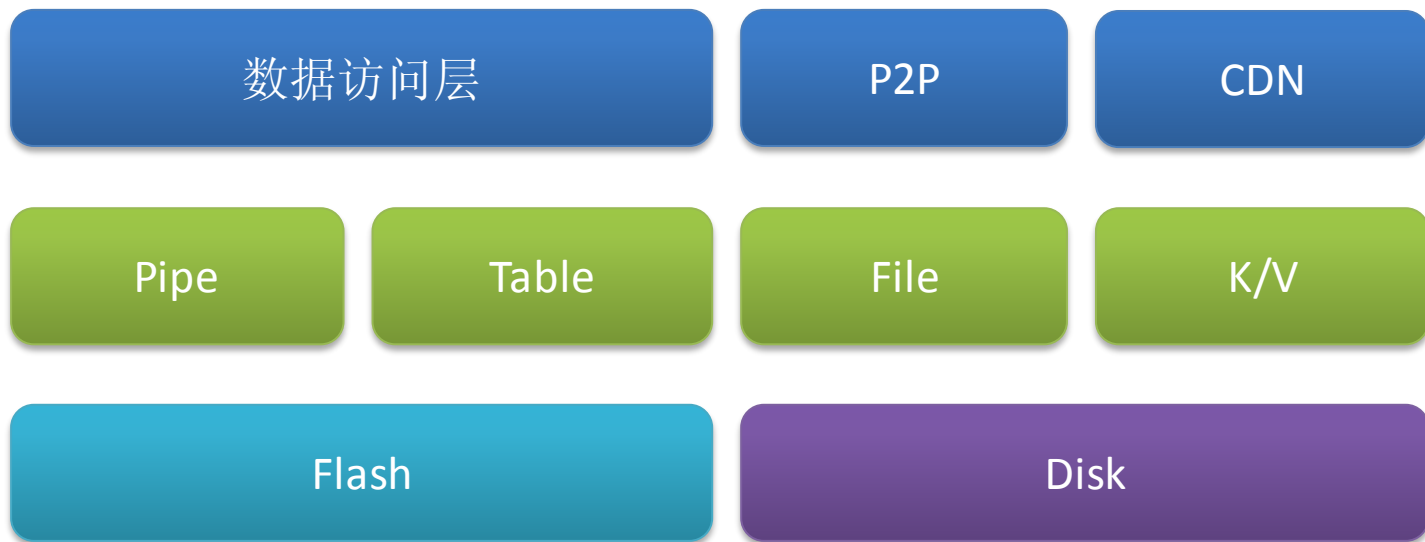 数据访问层
P2P
CDN
Pipe
Table
File
K/V
Flash
Disk